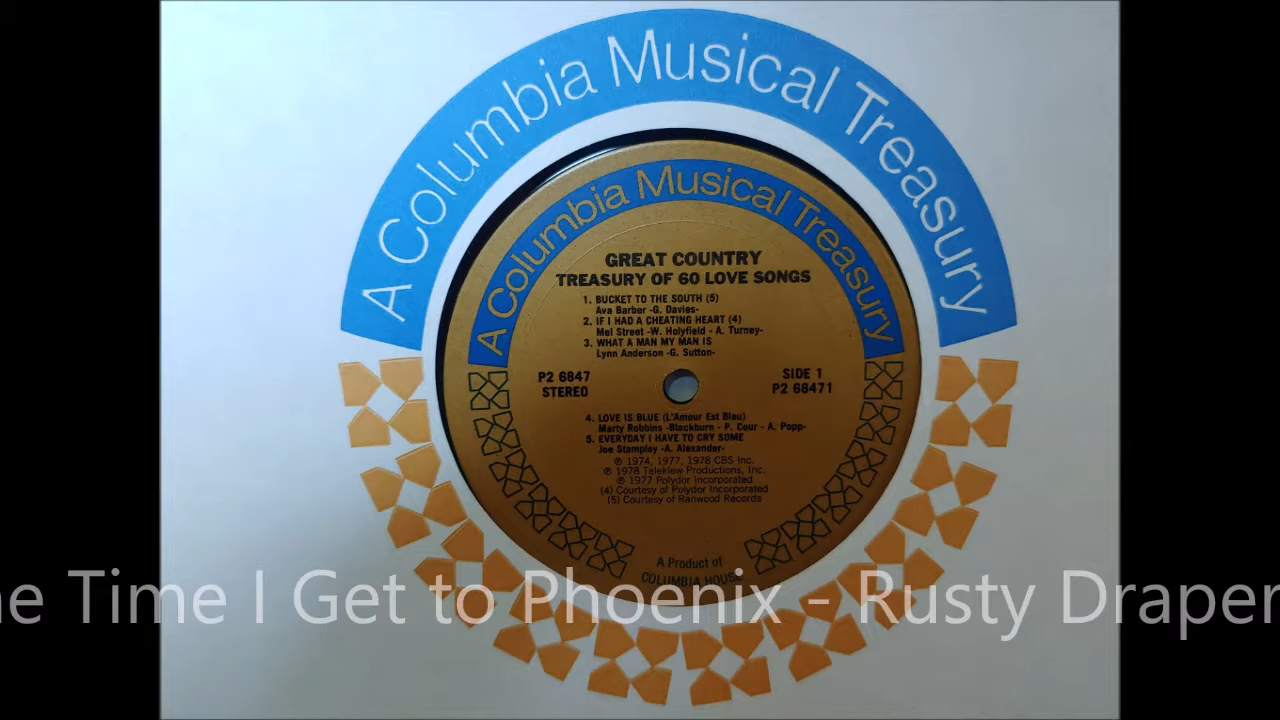 A Columbia Musical Treasury
A Columbia Musical Treasury
GREAT COUNTRY
TREASURY OF 60 LOVE SONGS
1. BUCKET TO THE SOUTH (5)
Ava Barber -G. Davies-
2. IF I HAD A CHEATING HEART (4)
Mel Street -W. Holyfield - A. Turney-
3. WHAT A MAN MY MAN IS
Lynn Anderson -G. Sutton-
P2 6847
STEREO
SIDE 1
P2 68471
4. LOVE IS BLUE (L'Amour Est Bleu)
Marty Robbins -Blackburn - P. Cour - A. Popp-
5. EVERYDAY I HAVE TO CRY SOME
Joe Stampley -A. Alexander-
℗ 1974, 1977, 1978 CBS Inc.
℗ 1978 Teleklew Productions, Inc.
℗ 1977 Polydor Incorporated
(4) Courtesy of Polydor Incorporated
(5) Courtesy of Ranwood Records
A Product of
COLUMBIA HOUSE
e Time I Get to Phoenix - Rusty Draper